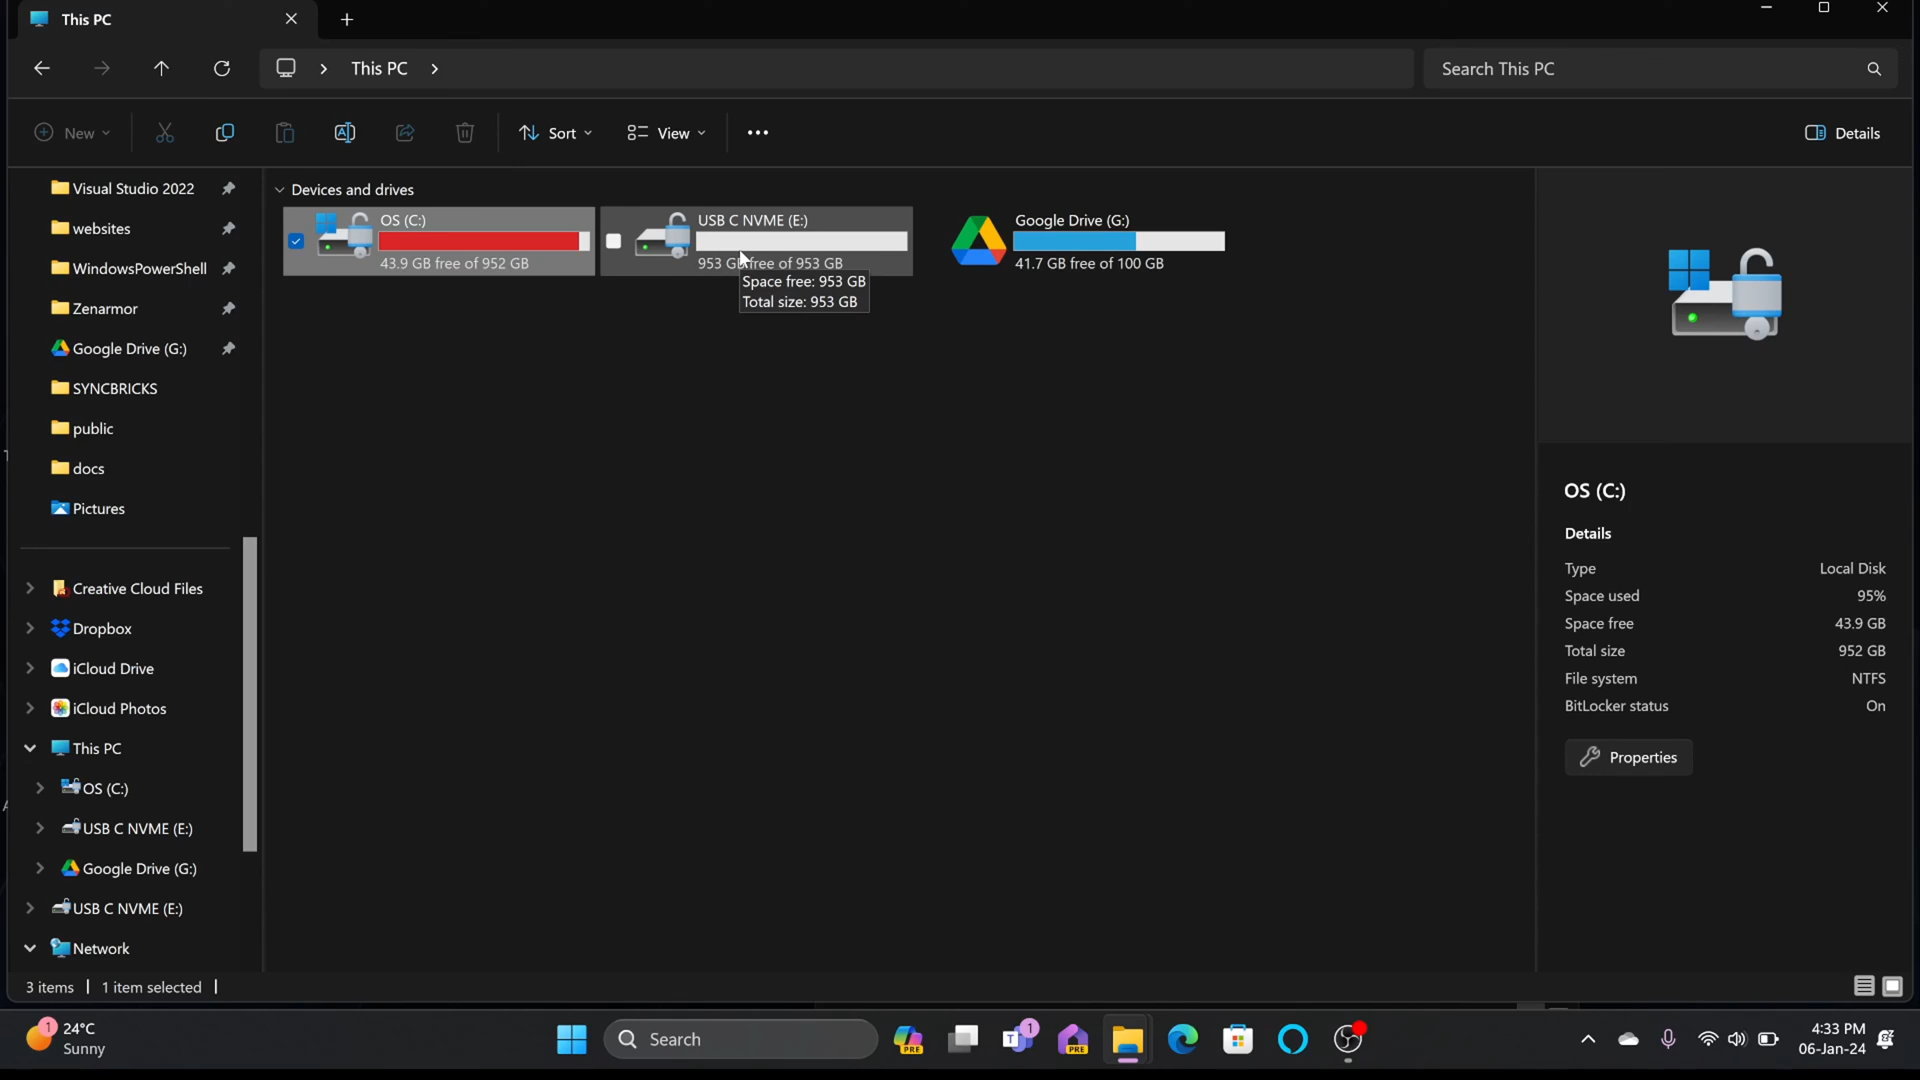 This PC
This PC
Search This PC
New
Sort
View
Details
Visual Studio 2022
websites
WindowsPowerShell
Zenarmor
Google Drive (G:)
SYNCBRICKS
public
docs
Pictures
Creative Cloud Files
Dropbox
iCloud Drive
iCloud Photos
This PC
OS (C:)
USB C NVME (E:)
Google Drive (G:)
USB C NVME (E:)
Network
Devices and drives
OS (C:)
43.9 GB free of 952 GB
USB C NVME (E:)
953 GB free of 953 GB
Space free: 953 GB
Total size: 953 GB
Google Drive (G:)
41.7 GB free of 100 GB
OS (C:)
Details
Type Local Disk
Space used 95%
Space free 43.9 GB
Total size 952 GB
File system NTFS
BitLocker status On
Properties
3 items 1 item selected
1
24°C
Sunny
Search
PRE
T
1
PRE
4:33 PM
06-Jan-24